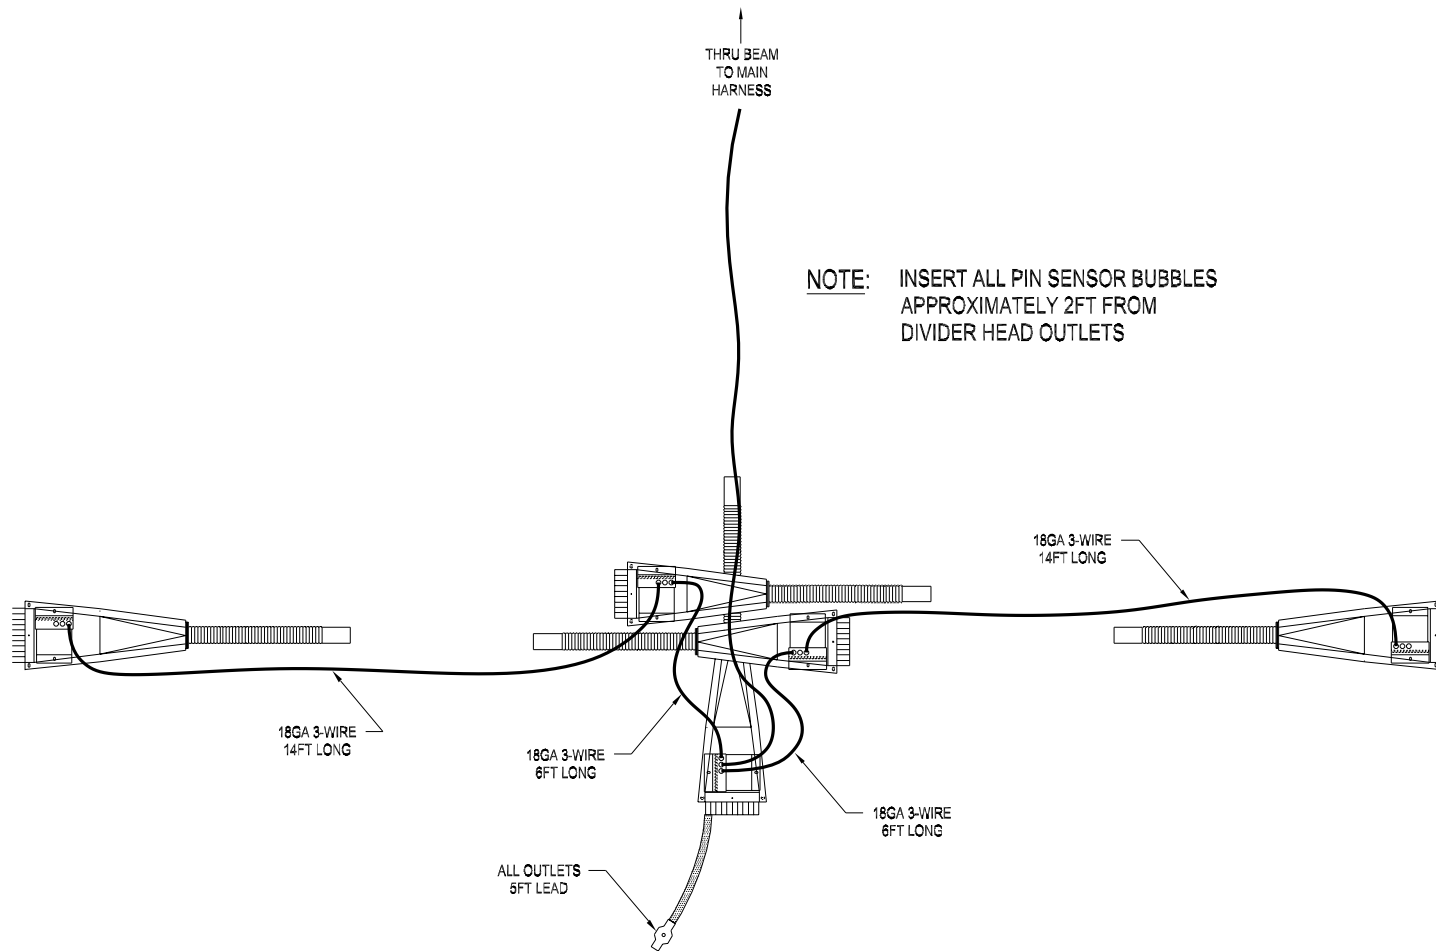 THRU BEAM
TO MAIN
HARNESS
NOTE: INSERT ALL PIN SENSOR BUBBLES
APPROXIMATELY 2FT FROM
DIVIDER HEAD OUTLETS
18GA 3-WIRE
14FT LONG
18GA 3-WIRE
14FT LONG
18GA 3-WIRE
6FT LONG
18GA 3-WIRE
6FT LONG
ALL OUTLETS
5FT LEAD